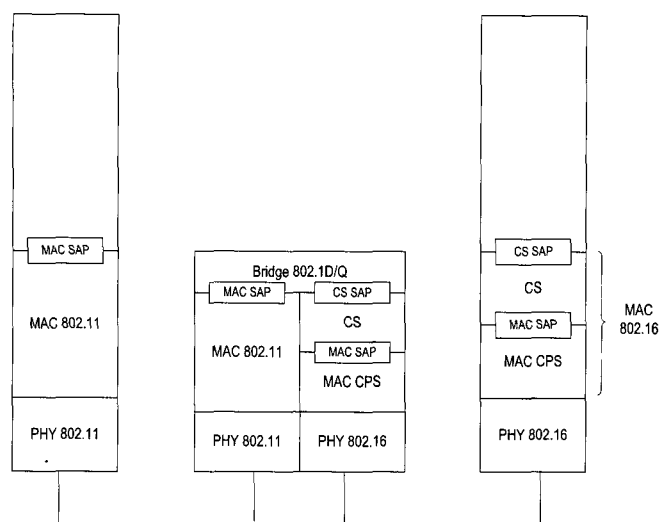 MAC SAP
MAC 802.11
PHY 802.11
Bridge 802.1D/Q
MAC SAP
CS SAP
CS
MAC 802.11
MAC SAP
MAC CPS
PHY 802.11
PHY 802.16
CS SAP
CS
MAC SAP
MAC CPS
PHY 802.16
MAC
802.16